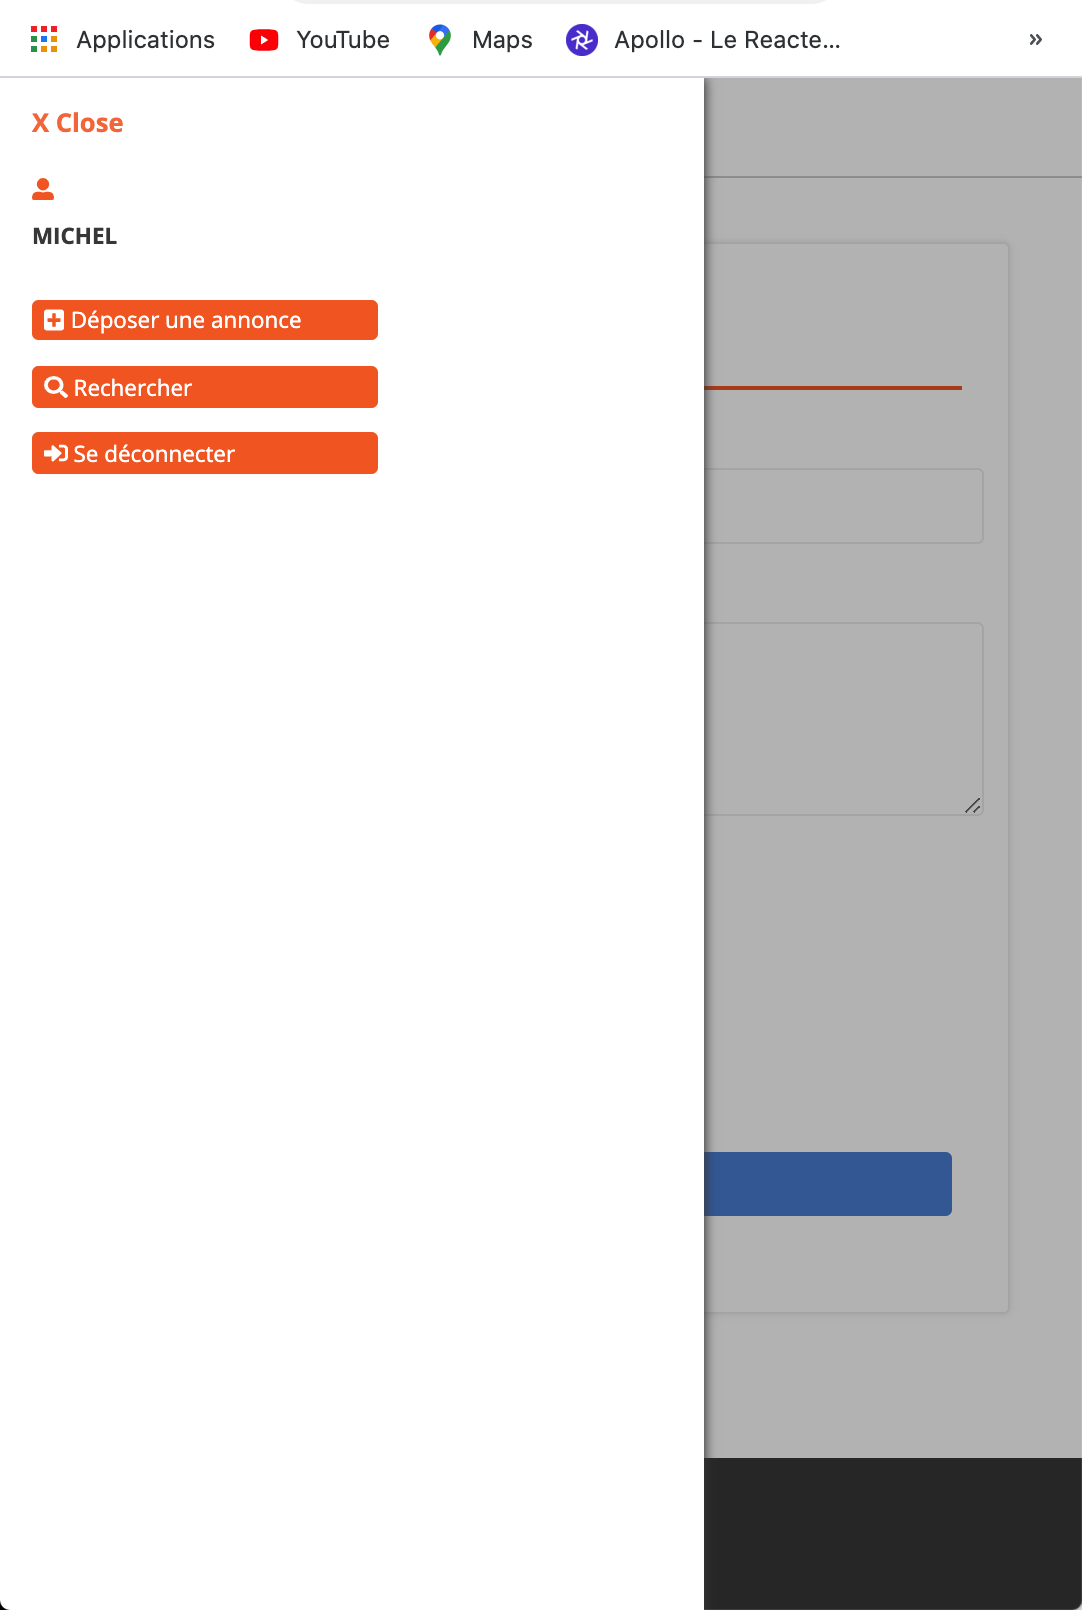 Applications YouTube Maps Apollo - Le Reacte... »
X Close
MICHEL
Déposer une annonce
Rechercher
Se déconnecter